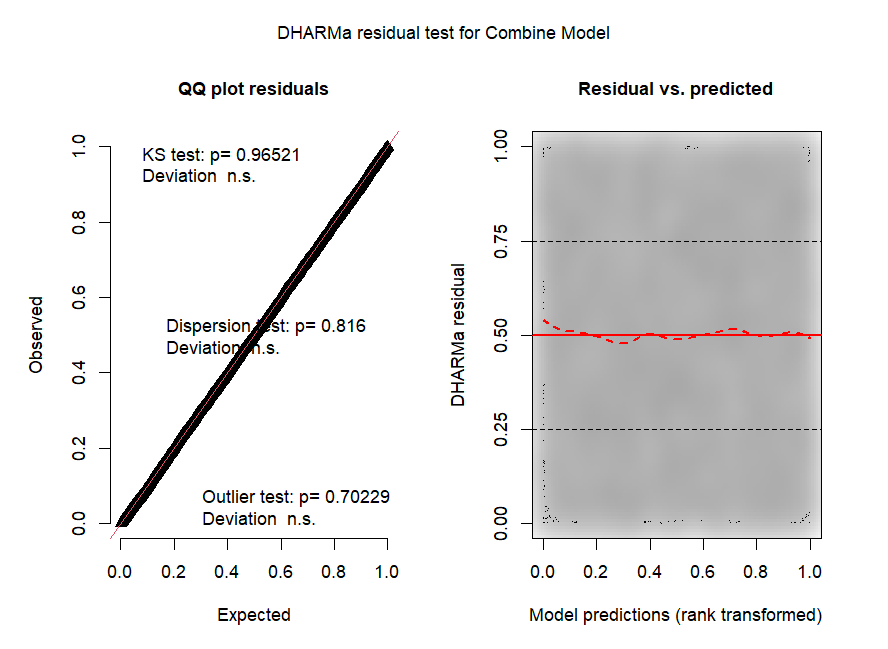 DHARMa residual test for Combine Model
QQ plot residuals
KS test: p= 0.96521
Deviation n.s.
Dispersion test: p= 0.816
Deviation n.s.
Outlier test: p= 0.70229
Deviation n.s.
Observed
1.0
0.8
0.6
0.4
0.2
0.0
0.0 0.2 0.4 0.6 0.8 1.0
Expected
Residual vs. predicted
DHARMa residual
1.00
0.75
0.50
0.25
0.00
0.0 0.2 0.4 0.6 0.8 1.0
Model predictions (rank transformed)